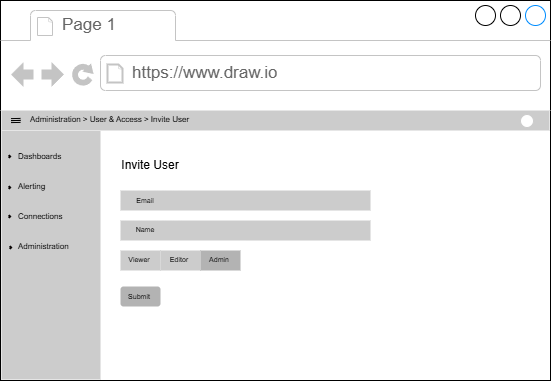 Page 1
https://www.draw.io
Administration > User & Access > Invite User
Dashboards
Alerting
Connections
Administration
Invite User
Email
Name
Viewer Editor Admin
Submit